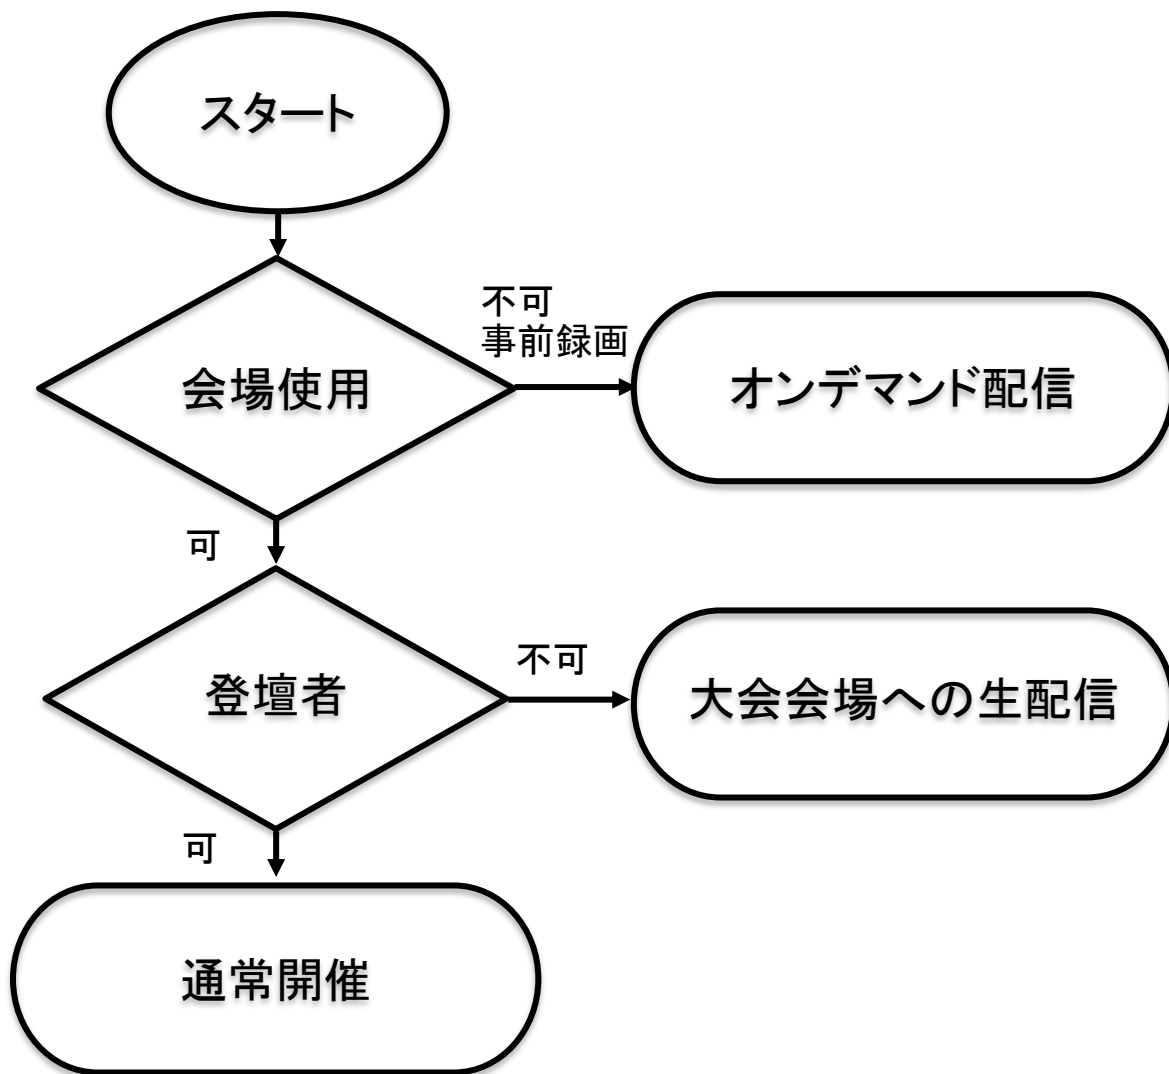 スタート
不可
事前録画
会場使用
オンデマンド配信
可
不可
登壇者
大会会場への生配信
可
通常開催